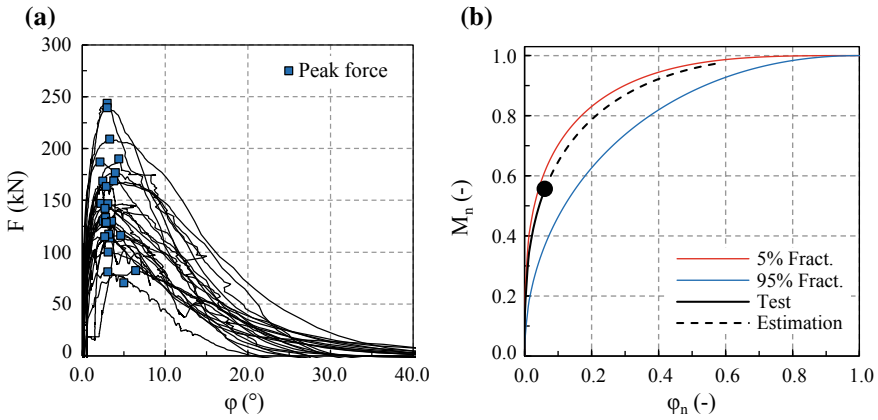 (a)
F (kN)
300
250
200
150
100
50
0
Peak force
0.0 10.0 20.0 30.0 40.0
φ (°)
(b)
Mn (-)
1.0
0.8
0.6
0.4
0.2
0.0
5% Fract.
95% Fract.
Test
Estimation
0.0 0.2 0.4 0.6 0.8 1.0
φn (-)